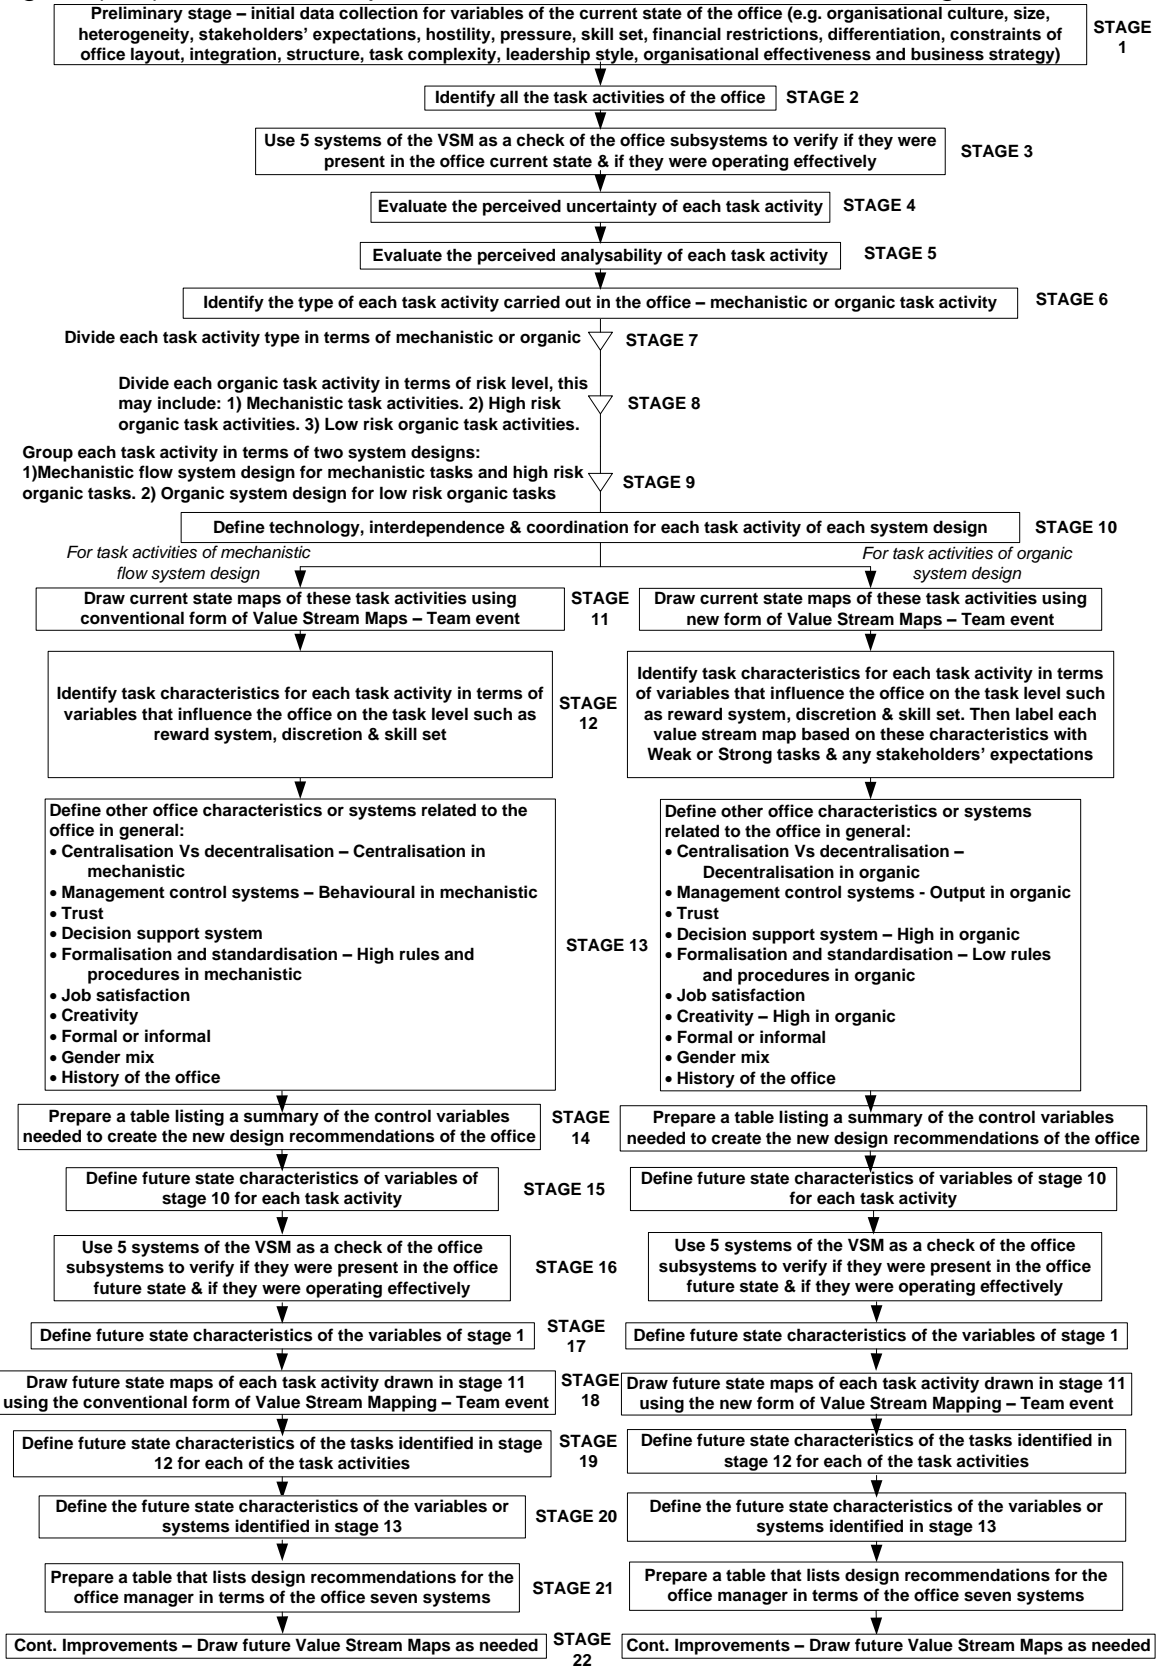 Preliminary stage – initial data collection for variables of the current state of the office (e.g. organisational culture, size,
heterogeneity, stakeholders' expectations, hostility, pressure, skill set, financial restrictions, differentiation, constraints of
office layout, integration, structure, task complexity, leadership style, organisational effectiveness and business strategy)
STAGE
1
Identify all the task activities of the office
STAGE 2
Use 5 systems of the VSM as a check of the office subsystems to verify if they were
present in the office current state & if they were operating effectively
STAGE 3
Evaluate the perceived uncertainty of each task activity
STAGE 4
Evaluate the perceived analysability of each task activity
STAGE 5
Identify the type of each task activity carried out in the office – mechanistic or organic task activity
STAGE 6
Divide each task activity type in terms of mechanistic or organic
STAGE 7
Divide each organic task activity in terms of risk level, this
may include: 1) Mechanistic task activities. 2) High risk
organic task activities. 3) Low risk organic task activities.
STAGE 8
Group each task activity in terms of two system designs:
1)Mechanistic flow system design for mechanistic tasks and high risk
organic tasks. 2) Organic system design for low risk organic tasks
STAGE 9
Define technology, interdependence & coordination for each task activity of each system design
STAGE 10
For task activities of mechanistic
flow system design
For task activities of organic
system design
Draw current state maps of these task activities using
conventional form of Value Stream Maps – Team event
STAGE
11
Draw current state maps of these task activities using
new form of Value Stream Maps – Team event
Identify task characteristics for each task activity in terms of
variables that influence the office on the task level such as
reward system, discretion & skill set
STAGE
12
Identify task characteristics for each task activity in terms
of variables that influence the office on the task level such
as reward system, discretion & skill set. Then label each
value stream map based on these characteristics with
Weak or Strong tasks & any stakeholders' expectations
Define other office characteristics or systems related to the
office in general:
• Centralisation Vs decentralisation – Centralisation in
mechanistic
• Management control systems – Behavioural in mechanistic
• Trust
• Decision support system
• Formalisation and standardisation – High rules and
procedures in mechanistic
• Job satisfaction
• Creativity
• Formal or informal
• Gender mix
• History of the office
STAGE 13
Define other office characteristics or systems
related to the office in general:
• Centralisation Vs decentralisation –
Decentralisation in organic
• Management control systems - Output in organic
• Trust
• Decision support system – High in organic
• Formalisation and standardisation – Low rules
and procedures in organic
• Job satisfaction
• Creativity – High in organic
• Formal or informal
• Gender mix
• History of the office
Prepare a table listing a summary of the control variables
needed to create the new design recommendations of the office
STAGE
14
Prepare a table listing a summary of the control variables
needed to create the new design recommendations of the office
Define future state characteristics of variables of
stage 10 for each task activity
STAGE 15
Define future state characteristics of variables of stage 10
for each task activity
Use 5 systems of the VSM as a check of the office
subsystems to verify if they were present in the office
future state & if they were operating effectively
STAGE 16
Use 5 systems of the VSM as a check of the office
subsystems to verify if they were present in the office
future state & if they were operating effectively
Define future state characteristics of the variables of stage 1
STAGE
17
Define future state characteristics of the variables of stage 1
Draw future state maps of each task activity drawn in stage 11
using the conventional form of Value Stream Mapping – Team event
STAGE
18
Draw future state maps of each task activity drawn in stage 11
using the new form of Value Stream Mapping – Team event
Define future state characteristics of the tasks identified in stage
12 for each of the task activities
STAGE
19
Define future state characteristics of the tasks identified in
stage 12 for each of the task activities
Define the future state characteristics of the variables or
systems identified in stage 13
STAGE 20
Define the future state characteristics of the variables or
systems identified in stage 13
Prepare a table that lists design recommendations for the
office manager in terms of the office seven systems
STAGE 21
Prepare a table that lists design recommendations for the
office manager in terms of the office seven systems
Cont. Improvements – Draw future Value Stream Maps as needed
STAGE
22
Cont. Improvements – Draw future Value Stream Maps as needed